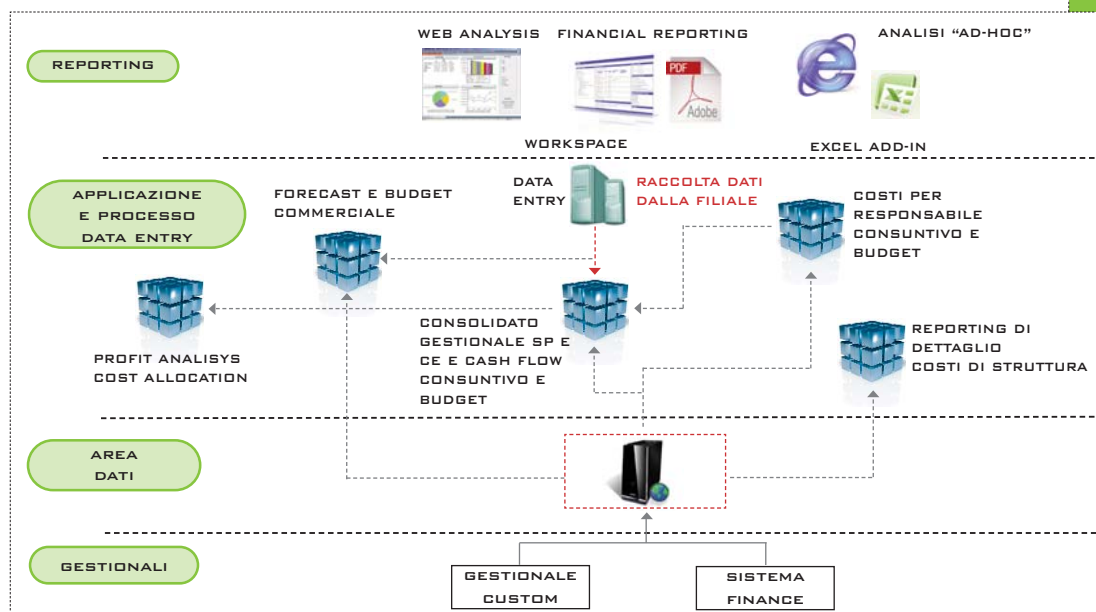 WEB ANALYSIS
FINANCIAL REPORTING
ANALISI "AD-HOC"
REPORTING
PDF
Adobe
WORKSPACE
EXCEL ADD-IN
APPLICAZIONE
E PROCESSO
DATA ENTRY
FORECAST E BUDGET
COMMERCIALE
DATA
ENTRY
RACCOLTA DATI
DALLA FILIALE
COSTI PER
RESPONSABILE
CONSUNTIVO E
BUDGET
PROFIT ANALISYS
COST ALLOCATION
CONSOLIDATO
GESTIONALE SP E
CE E CASH FLOW
CONSUNTIVO E
BUDGET
REPORTING DI
DETTAGLIO
COSTI DI STRUTTURA
AREA
DATI
GESTIONALI
GESTIONALE
CUSTOM
SISTEMA
FINANCE